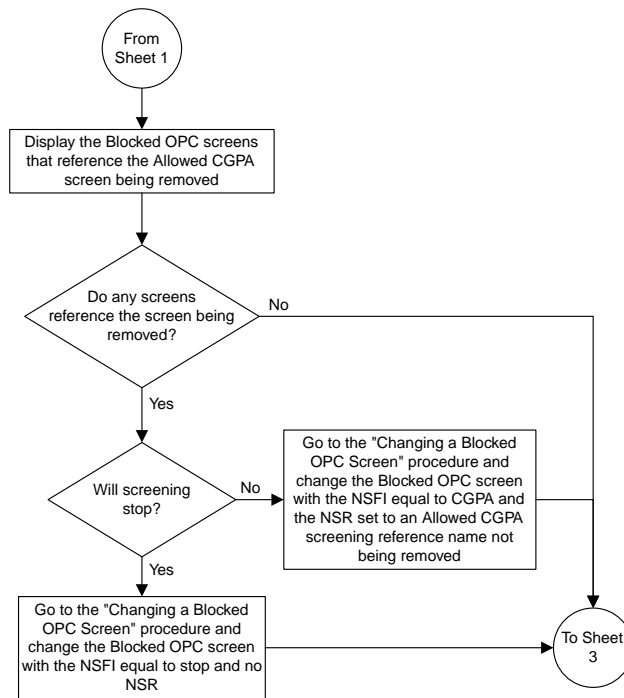 From
Sheet 1
Display the Blocked OPC screens
that reference the Allowed CGPA
screen being removed
Do any screens
reference the screen being
removed?
No
Yes
Will screening
stop?
No
Go to the "Changing a Blocked
OPC Screen" procedure and
change the Blocked OPC screen
with the NSFI equal to CGPA and
the NSR set to an Allowed CGPA
screening reference name not
being removed
Yes
Go to the "Changing a Blocked
OPC Screen" procedure and
change the Blocked OPC screen
with the NSFI equal to stop and no
NSR
To Sheet
3